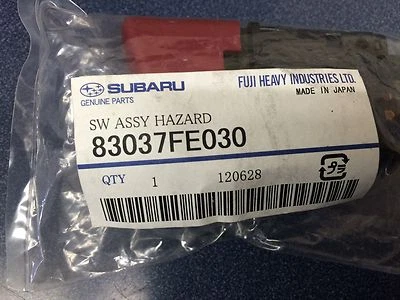 SUBARU FUJI HEAVY INDUSTRIES LTD.
GENUINE PARTS MADE IN JAPAN
SW ASSY HAZARD
83037FE030
QTY 1 120628